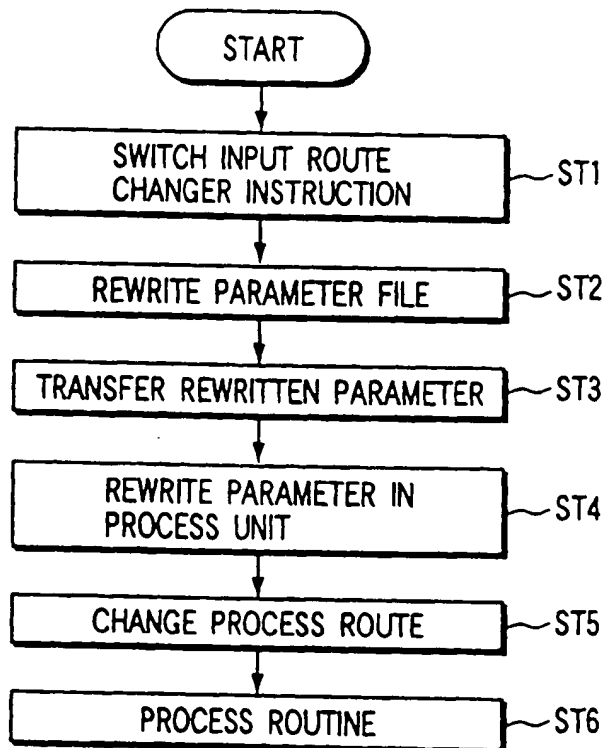 START
SWITCH INPUT ROUTE
CHANGER INSTRUCTION
ST1
REWRITE PARAMETER FILE
ST2
TRANSFER REWRITTEN PARAMETER
ST3
REWRITE PARAMETER IN
PROCESS UNIT
ST4
CHANGE PROCESS ROUTE
ST5
PROCESS ROUTINE
ST6